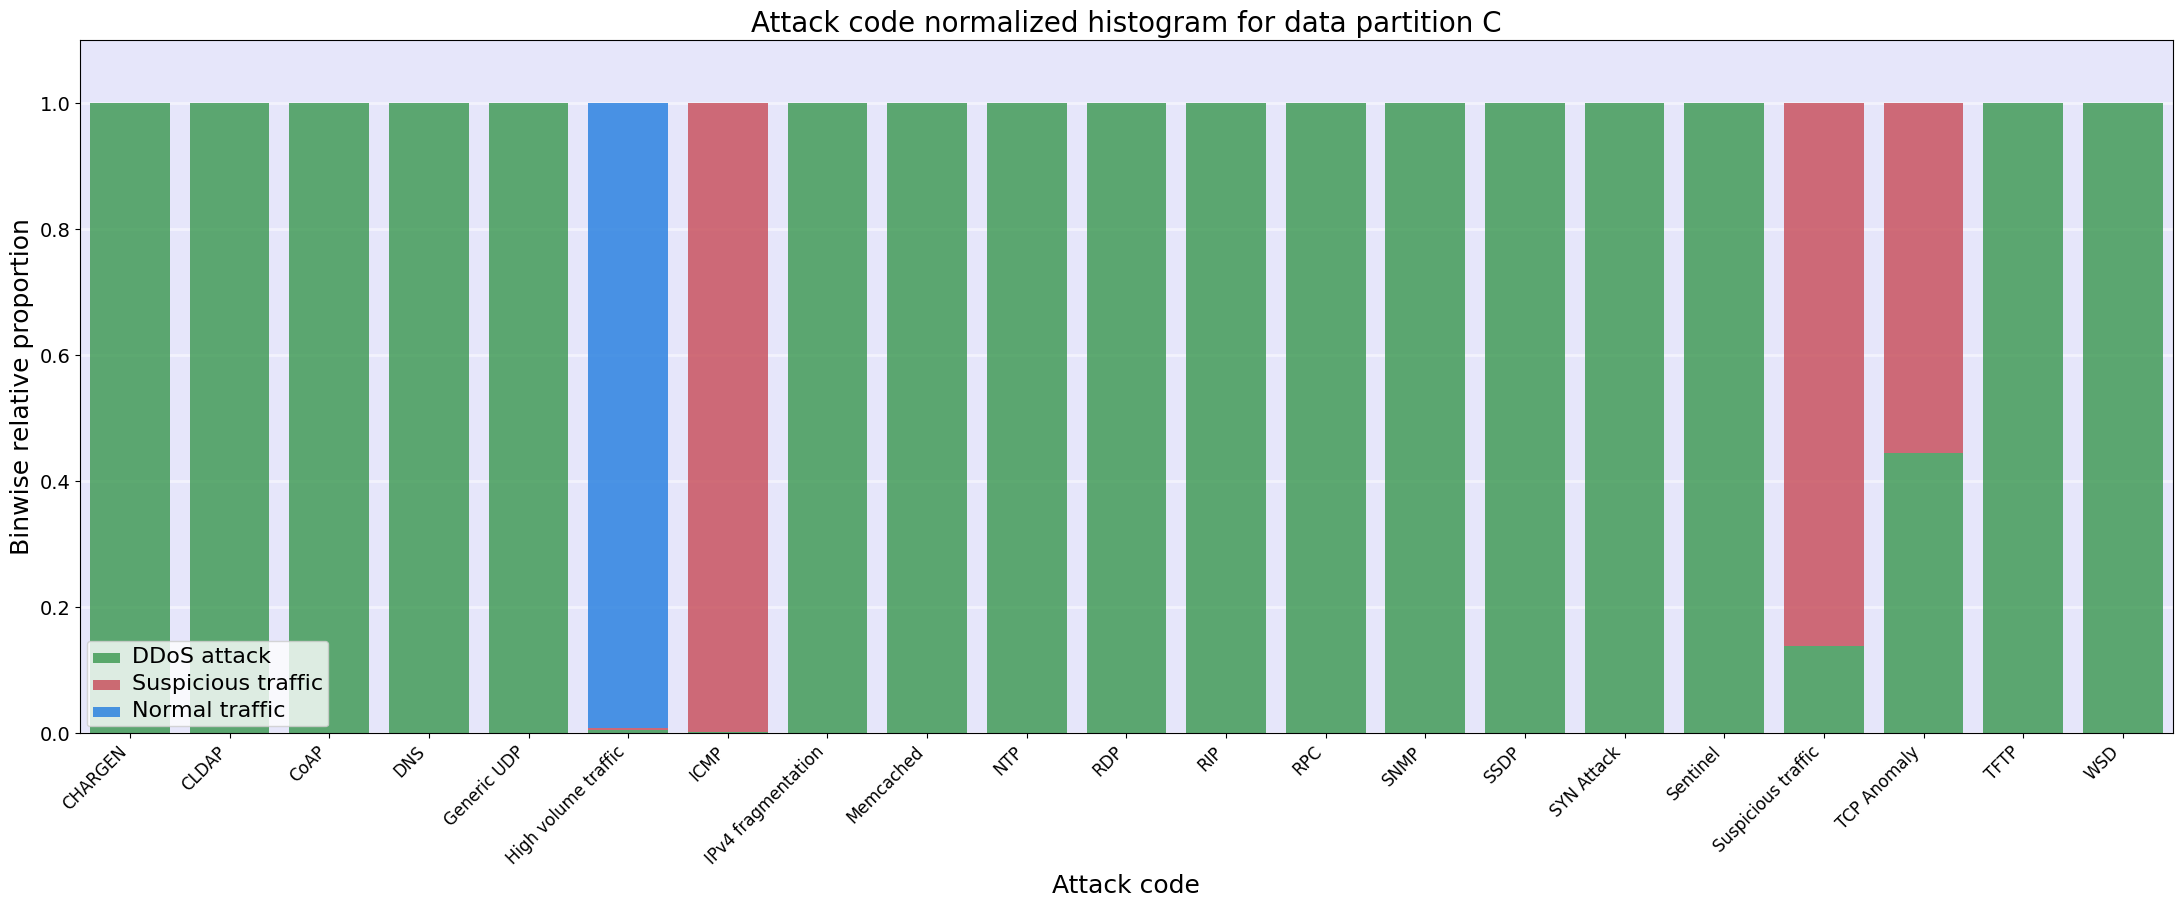 Attack code normalized histogram for data partition C
Binwise relative proportion
1.0
0.8
0.6
0.4
0.2
0.0
DDoS attack
Suspicious traffic
Normal traffic
CHARGEN
CLDAP
CoAP
DNS
Generic UDP
High volume traffic
ICMP
IPv4 fragmentation
Memcached
NTP
RDP
RIP
RPC
SNMP
SSDP
SYN Attack
Sentinel
Suspicious traffic
TCP Anomaly
TFTP
WSD
Attack code